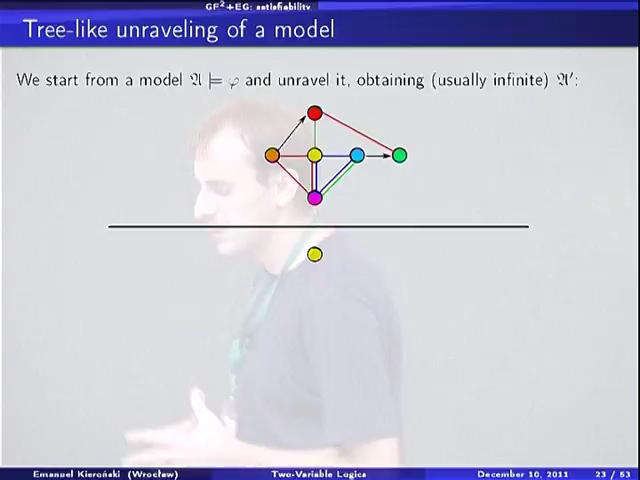 GF²+EG: satisfiability
Tree-like unraveling of a model
We start from a model 𝔄 ⊨ φ and unravel it, obtaining (usually infinite) 𝔄′:
Emanuel Kieroński (Wrocław) Two-Variable Logics December 10, 2011 23 / 53